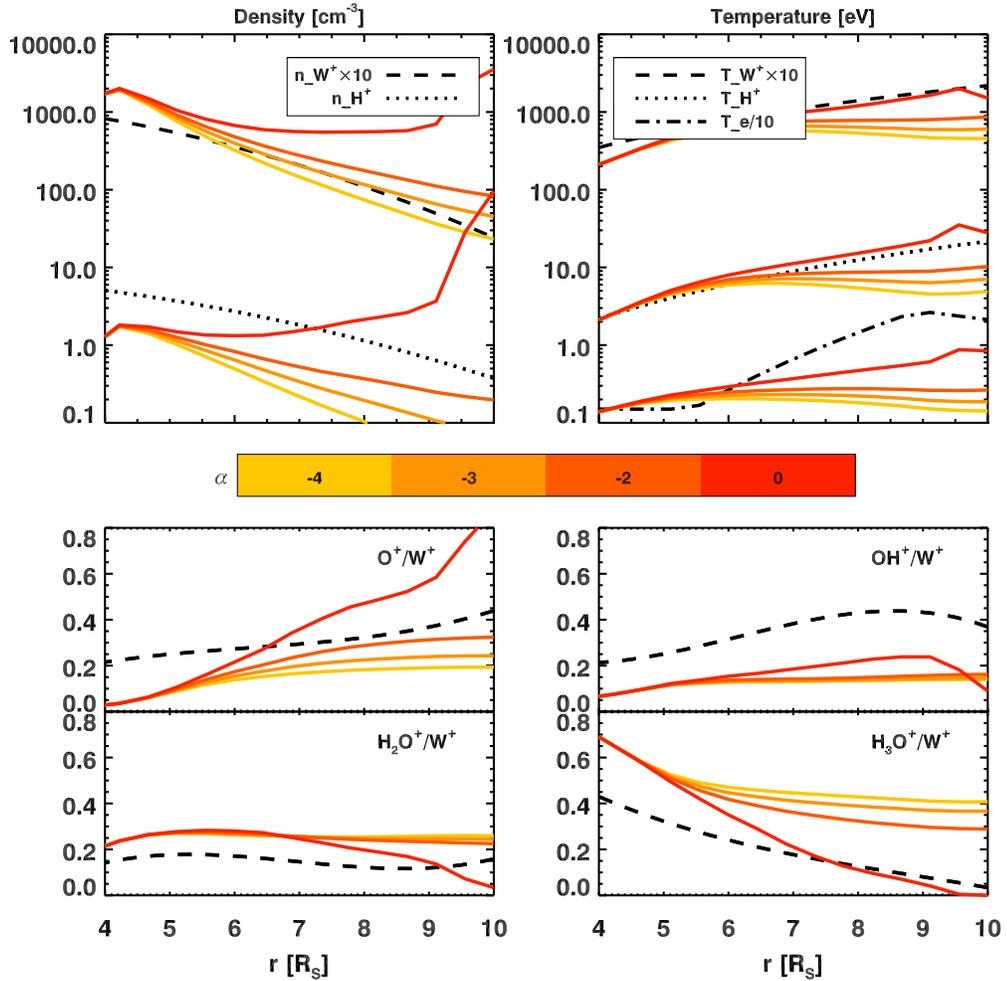 Density [cm⁻³]
Temperature [eV]
10000.0
1000.0
100.0
10.0
1.0
0.1
n_W⁺×10
n_H⁺
10000.0
1000.0
100.0
10.0
1.0
0.1
T_W⁺×10
T_H⁺
T_e/10
α -4 -3 -2 0
0.8
0.6
0.4
0.2
0.0
O⁺/W⁺
0.8
0.6
0.4
0.2
0.0
OH⁺/W⁺
0.8
0.6
0.4
0.2
0.0
H₂O⁺/W⁺
4 5 6 7 8 9 10
r [R_S]
0.8
0.6
0.4
0.2
0.0
H₃O⁺/W⁺
4 5 6 7 8 9 10
r [R_S]